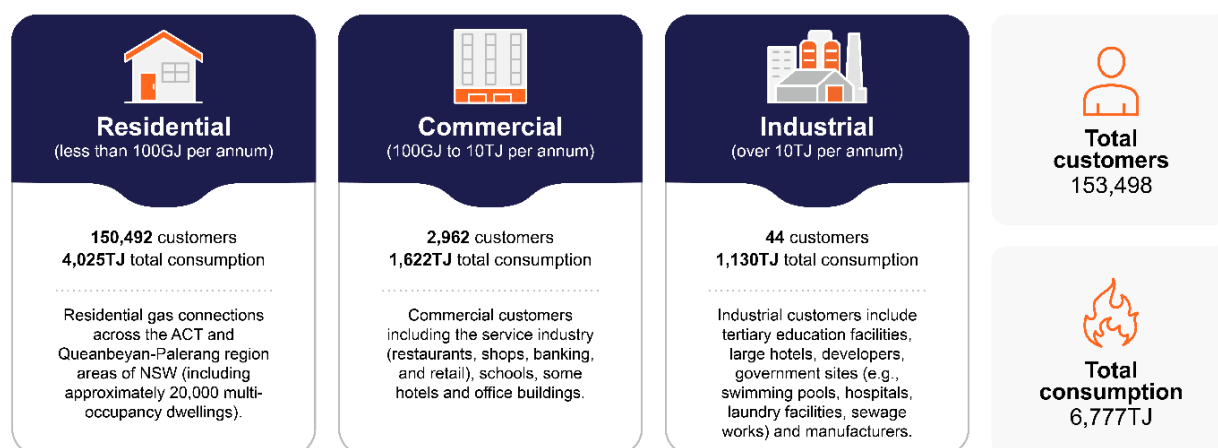 Residential
(less than 100GJ per annum)
150,492 customers
4,025TJ total consumption
Residential gas connections
across the ACT and
Queanbeyan-Palerang region
areas of NSW (including
approximately 20,000 multi-
occupancy dwellings).
Commercial
(100GJ to 10TJ per annum)
2,962 customers
1,622TJ total consumption
Commercial customers
including the service industry
(restaurants, shops, banking,
and retail), schools, some
hotels and office buildings.
Industrial
(over 10TJ per annum)
44 customers
1,130TJ total consumption
Industrial customers include
tertiary education facilities,
large hotels, developers,
government sites (e.g.,
swimming pools, hospitals,
laundry facilities, sewage
works) and manufacturers.
Total
customers
153,498
Total
consumption
6,777TJ